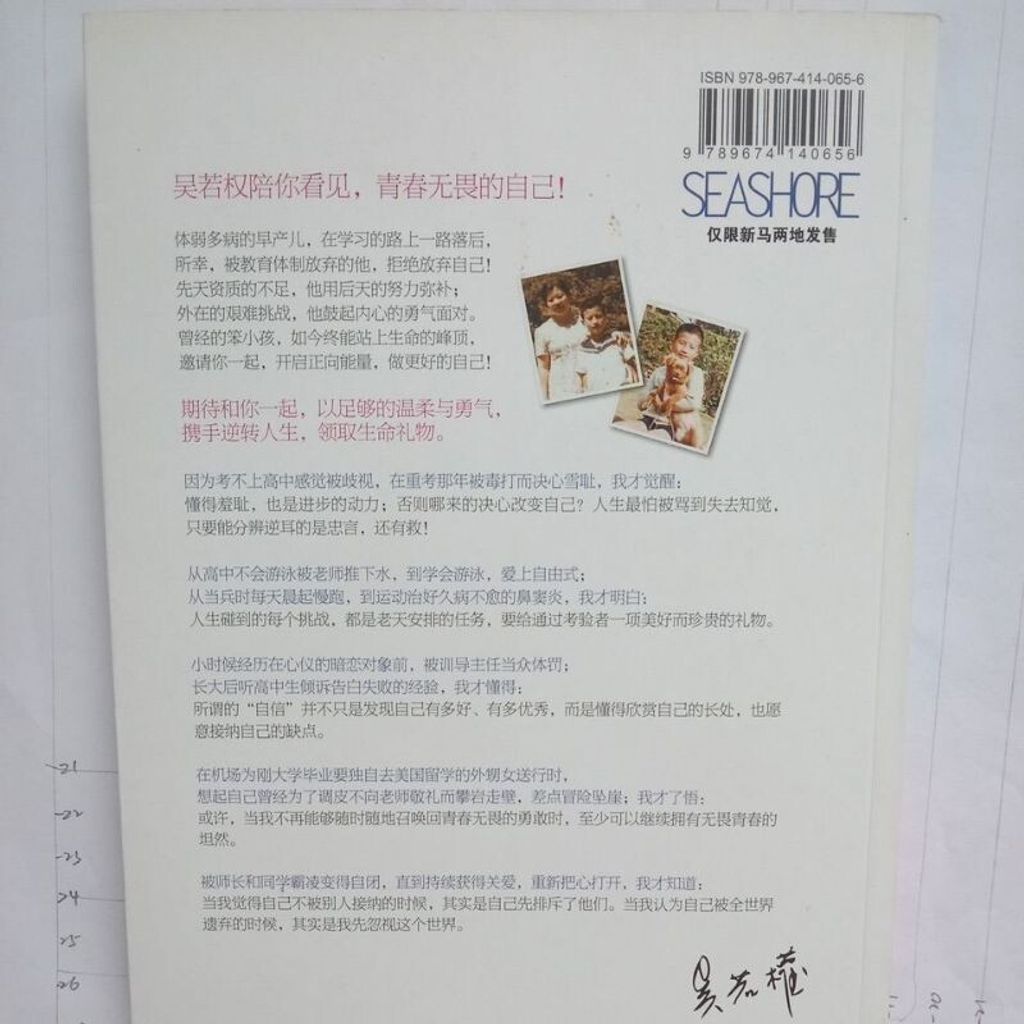 ISBN 978-967-414-065-6
9 789674 140656
SEASHORE
仅限新马两地发售
吴若权陪你看见，青春无畏的自己！
体弱多病的早产儿，在学习的路上一路落后，
所幸，被教育体制放弃的他，拒绝放弃自己！
先天资质的不足，他用后天的努力弥补；
外在的艰难挑战，他鼓起内心的勇气面对。
曾经的笨小孩，如今终能站上生命的峰顶，
邀请你一起，开启正向能量，做更好的自己！
期待和你一起，以足够的温柔与勇气，
携手逆转人生，领取生命礼物。
因为考不上高中感觉被歧视，在重考那年被毒打而决心雪耻，我才觉醒：
懂得羞耻，也是进步的动力；否则哪来的决心改变自己？人生最怕被骂到失去知觉，
只要能分辨逆耳的是忠言，还有救！
从高中不会游泳被老师推下水，到学会游泳，爱上自由式；
从当兵时每天晨起慢跑，到运动治好久病不愈的鼻窦炎，我才明白：
人生碰到的每个挑战，都是老天安排的任务，要给通过考验者一项美好而珍贵的礼物。
小时候经历在心仪的暗恋对象前，被训导主任当众体罚；
长大后听高中生倾诉告白失败的经验，我才懂得：
所谓的“自信”并不只是发现自己有多好、有多优秀，而是懂得欣赏自己的长处，也愿
意接纳自己的缺点。
在机场为刚大学毕业要独自去美国留学的外甥女送行时，
想起自己曾经为了调皮不向老师敬礼而攀岩走壁，差点冒险坠崖；我才了悟：
或许，当我不再能够随时随地召唤回青春无畏的勇敢时，至少可以继续拥有无畏青春的
坦然。
被师长和同学霸凌变得自闭，直到持续获得关爱，重新把心打开，我才知道：
当我觉得自己不被别人接纳的时候，其实是自己先排斥了他们。当我认为自己被全世界
遗弃的时候，其实是我先忽视这个世界。
吴若權
-21
-22
-23
24
-25
-26